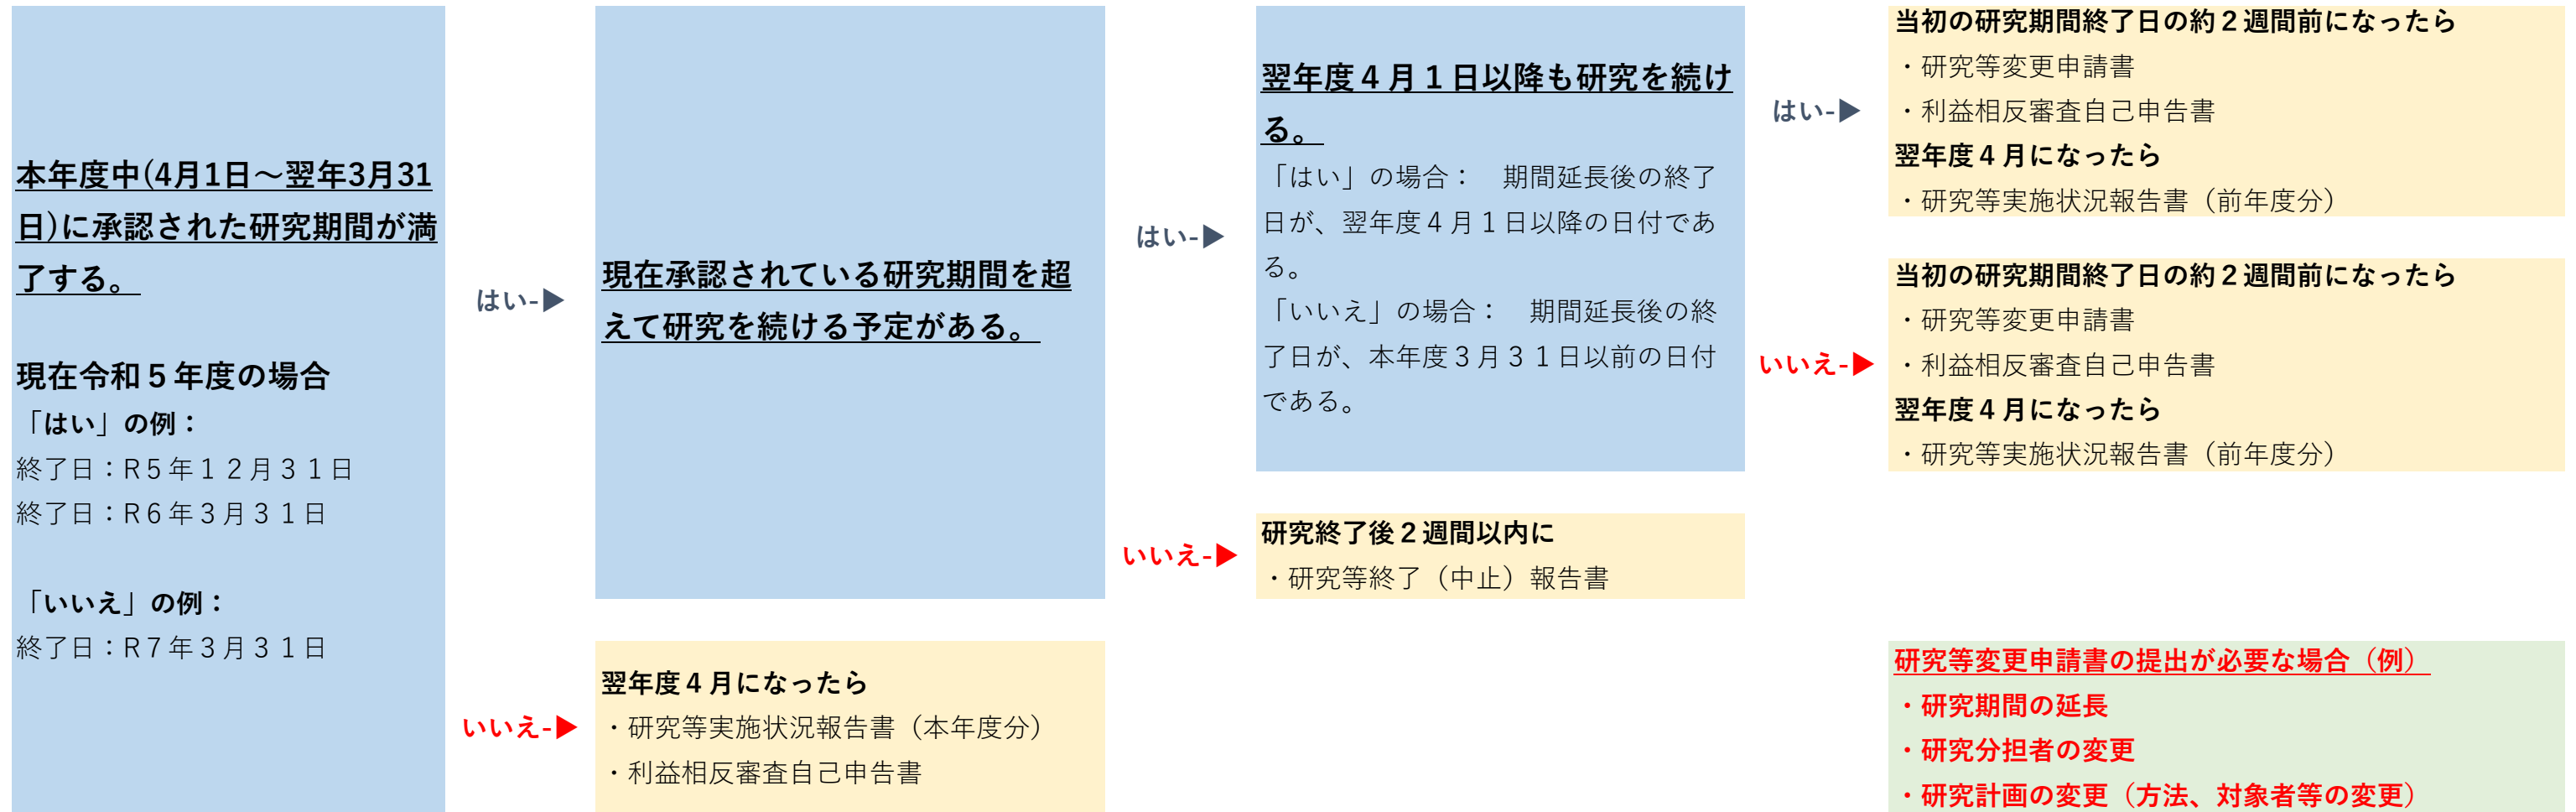 本年度中(4月1日～翌年3月31
日)に承認された研究期間が満
了する。
現在令和５年度の場合
「はい」の例：
終了日：R５年１２月３１日
終了日：R６年３月３１日
「いいえ」の例：
終了日：R７年３月３１日
はい-▶
いいえ-▶
現在承認されている研究期間を超
えて研究を続ける予定がある。
翌年度４月になったら
・研究等実施状況報告書（本年度分）
・利益相反審査自己申告書
はい-▶
いいえ-▶
翌年度４月１日以降も研究を続け
る。
「はい」の場合：　期間延長後の終了
日が、翌年度４月１日以降の日付であ
る。
「いいえ」の場合：　期間延長後の終
了日が、本年度３月３１日以前の日付
である。
研究終了後２週間以内に
・研究等終了（中止）報告書
はい-▶
いいえ-▶
当初の研究期間終了日の約２週間前になったら
・研究等変更申請書
・利益相反審査自己申告書
翌年度４月になったら
・研究等実施状況報告書（前年度分）
当初の研究期間終了日の約２週間前になったら
・研究等変更申請書
・利益相反審査自己申告書
翌年度４月になったら
・研究等実施状況報告書（前年度分）
研究等変更申請書の提出が必要な場合（例）
・研究期間の延長
・研究分担者の変更
・研究計画の変更（方法、対象者等の変更）